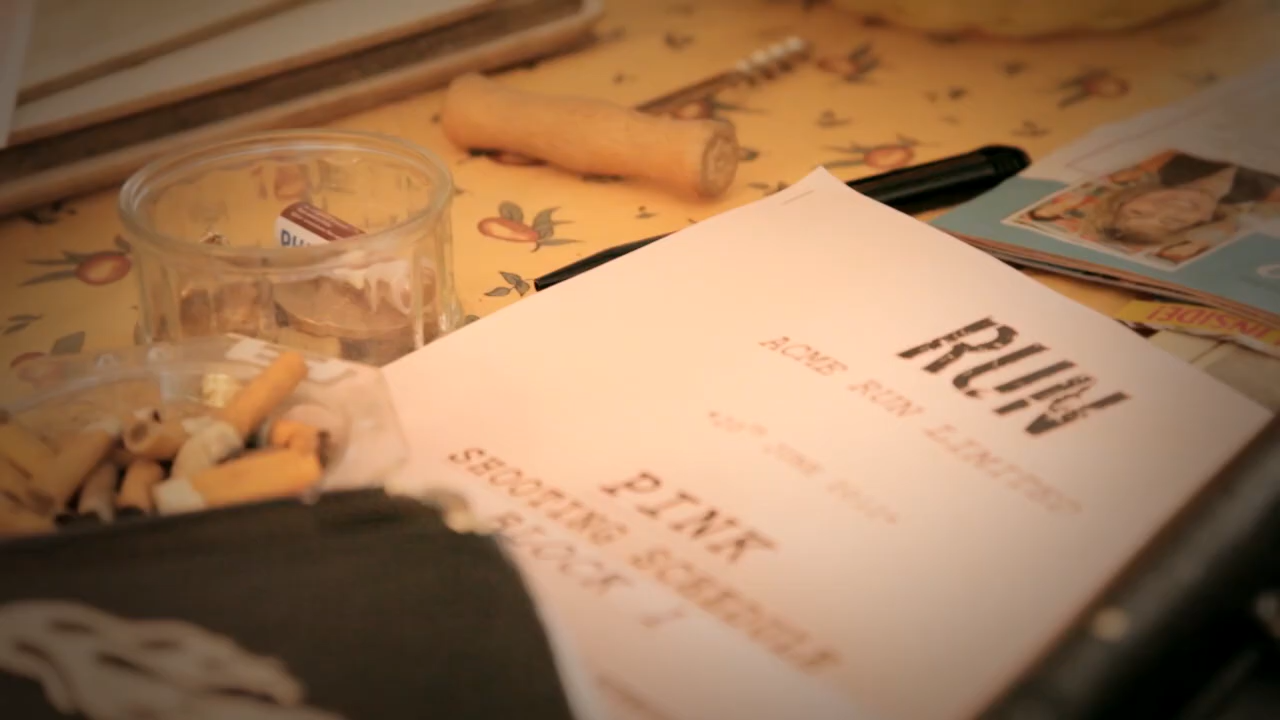 RUN
ACME RUN LIMITED
PINK
SHOOTING SCHEDULE
BLOCK 1
INSIDE!